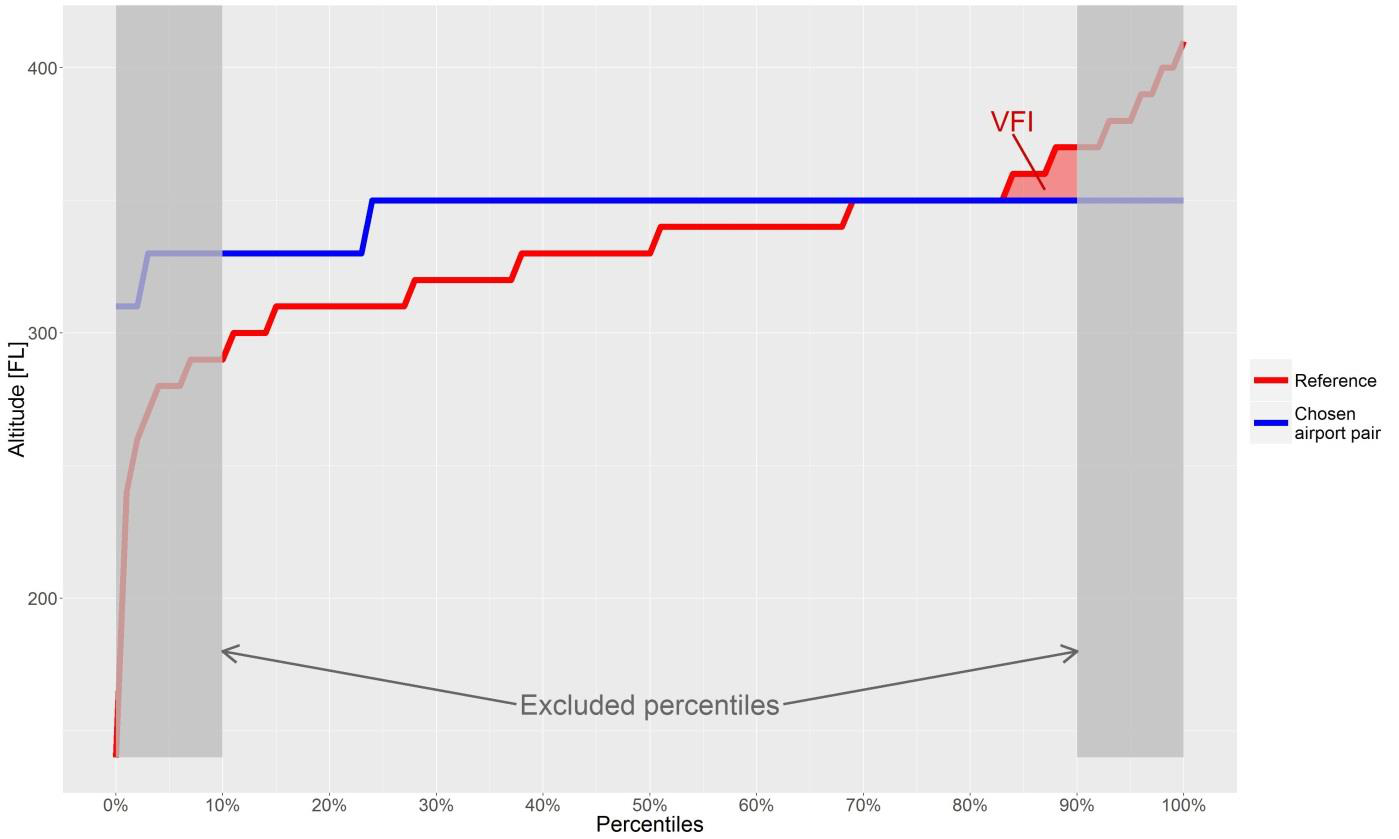 VFI
400
300
200
Altitude [FL]
Excluded percentiles
0% 10% 20% 30% 40% 50% 60% 70% 80% 90% 100%
Percentiles
Reference
Chosen
airport pair